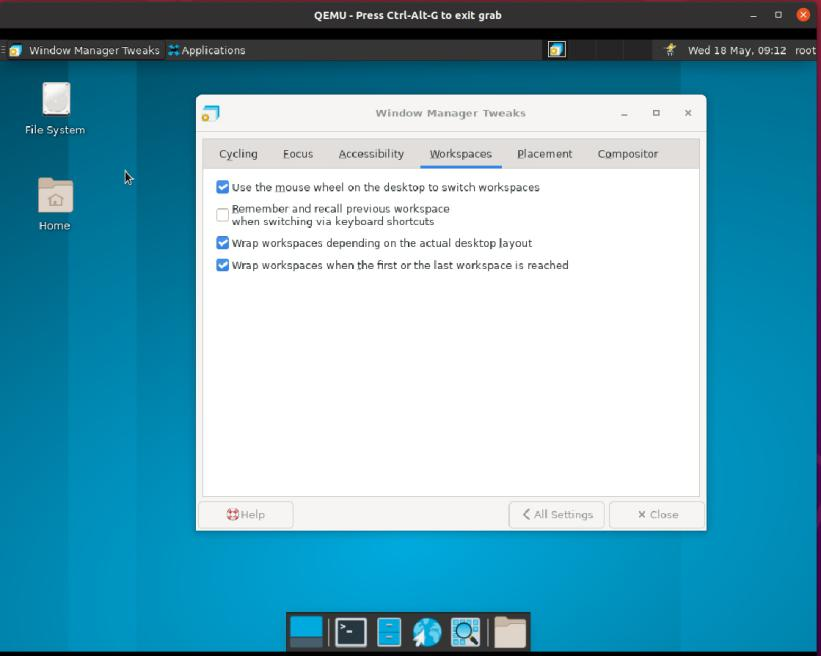 QEMU - Press Ctrl-Alt-G to exit grab
Window Manager Tweaks Applications Wed 18 May, 09:12 root
File System
Home
Window Manager Tweaks
Cycling Focus Accessibility Workspaces Placement Compositor
Use the mouse wheel on the desktop to switch workspaces
Remember and recall previous workspace
when switching via keyboard shortcuts
Wrap workspaces depending on the actual desktop layout
Wrap workspaces when the first or the last workspace is reached
Help All Settings Close